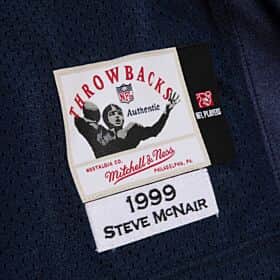 THROWBACKS
NFL
Authentic
NFL PLAYERS
NOSTALGIA CO.
Mitchell & Ness
PHILADELPHIA, PA.
1999
STEVE MCNAIR